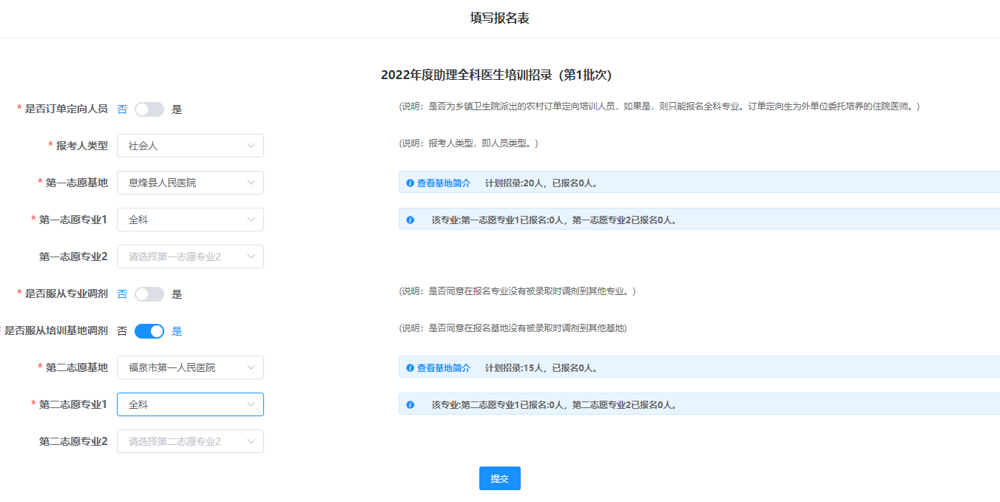 填写报名表
2022年度助理全科医生培训招录（第1批次）
* 是否订单定向人员 否 是 (说明：是否为乡镇卫生院派出的农村订单定向培训人员，如果是，则只能报名全科专业。订单定向生为外单位委托培养的住院医师。)
* 报考人类型 社会人 (说明：报考人类型，即人员类型。)
* 第一志愿基地 息烽县人民医院 查看基地简介 计划招录:20人，已报名0人。
* 第一志愿专业1 全科 该专业:第一志愿专业1已报名:0人，第一志愿专业2已报名0人。
第一志愿专业2 请选择第一志愿专业2
* 是否服从专业调剂 否 是 (说明：是否同意在报名专业没有被录取时调剂到其他专业。)
* 是否服从培训基地调剂 否 是 (说明：是否同意在报名基地没有被录取时调剂到其他基地)
* 第二志愿基地 福泉市第一人民医院 查看基地简介 计划招录:15人，已报名0人。
* 第二志愿专业1 全科 该专业:第二志愿专业1已报名:0人，第二志愿专业2已报名0人。
第二志愿专业2 请选择第二志愿专业2
提交